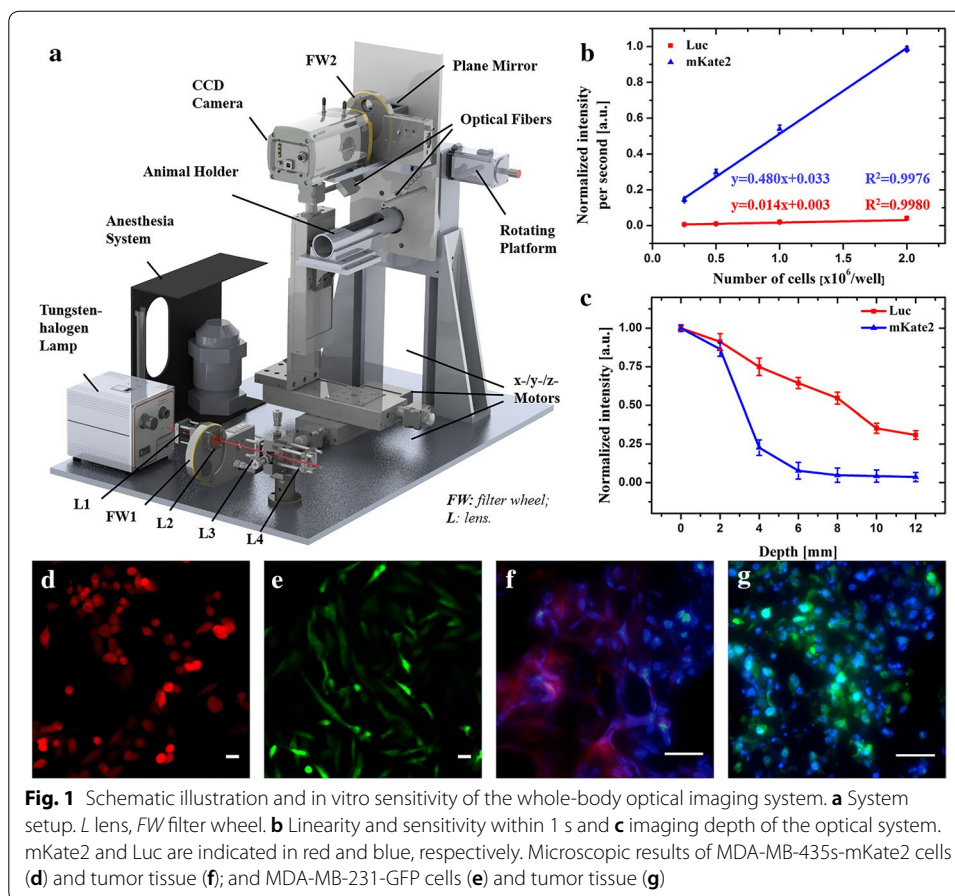 a
FW2
Plane Mirror
CCD
Camera
Optical Fibers
Animal Holder
Anesthesia
System
Rotating
Platform
Tungsten-
halogen
Lamp
x-/y-/z-
Motors
L1
FW1
L2
L3
L4
FW: filter wheel;
L: lens.
b
Luc
mKate2
Normalized intensity
per second [a.u.]
1.0
0.8
0.6
0.4
0.2
0.0
y=0.480x+0.033 R²=0.9976
y=0.014x+0.003 R²=0.9980
0.0 0.5 1.0 1.5 2.0
Number of cells [x10⁶/well]
c
Luc
mKate2
Normalized intensity [a.u.]
1.00
0.75
0.50
0.25
0.00
0 2 4 6 8 10 12
Depth [mm]
d
e
f
g
Fig. 1 Schematic illustration and in vitro sensitivity of the whole-body optical imaging system. a System
setup. L lens, FW filter wheel. b Linearity and sensitivity within 1 s and c imaging depth of the optical system.
mKate2 and Luc are indicated in red and blue, respectively. Microscopic results of MDA-MB-435s-mKate2 cells
(d) and tumor tissue (f); and MDA-MB-231-GFP cells (e) and tumor tissue (g)